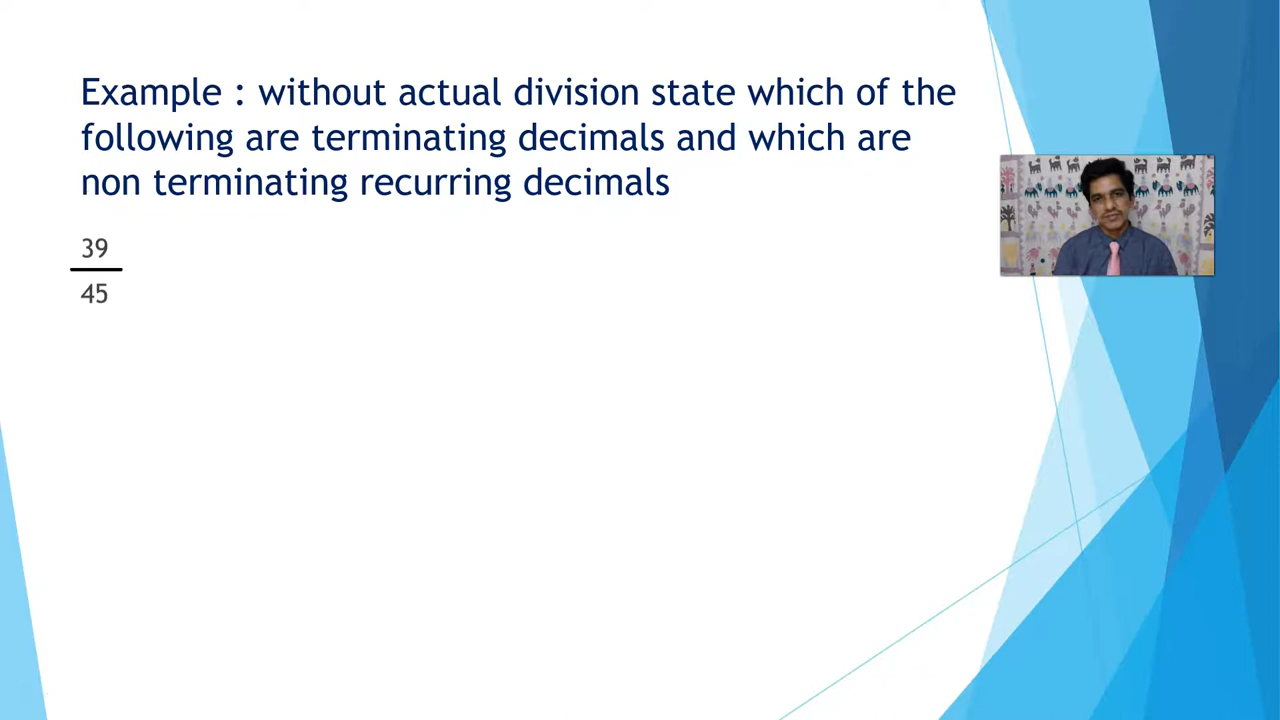 Example : without actual division state which of the
following are terminating decimals and which are
non terminating recurring decimals
39
45